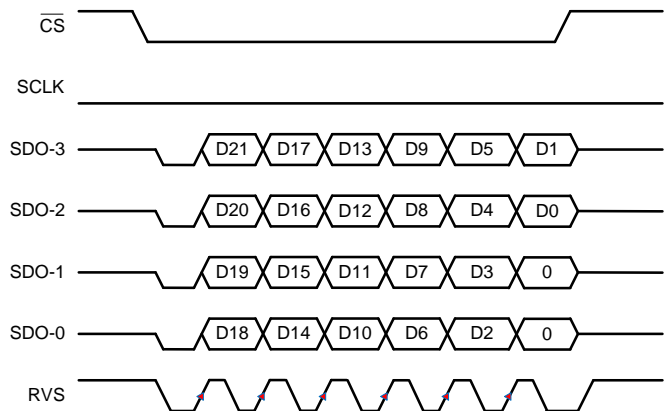 CS
SCLK
SDO-3 D21 D17 D13 D9 D5 D1
SDO-2 D20 D16 D12 D8 D4 D0
SDO-1 D19 D15 D11 D7 D3 0
SDO-0 D18 D14 D10 D6 D2 0
RVS